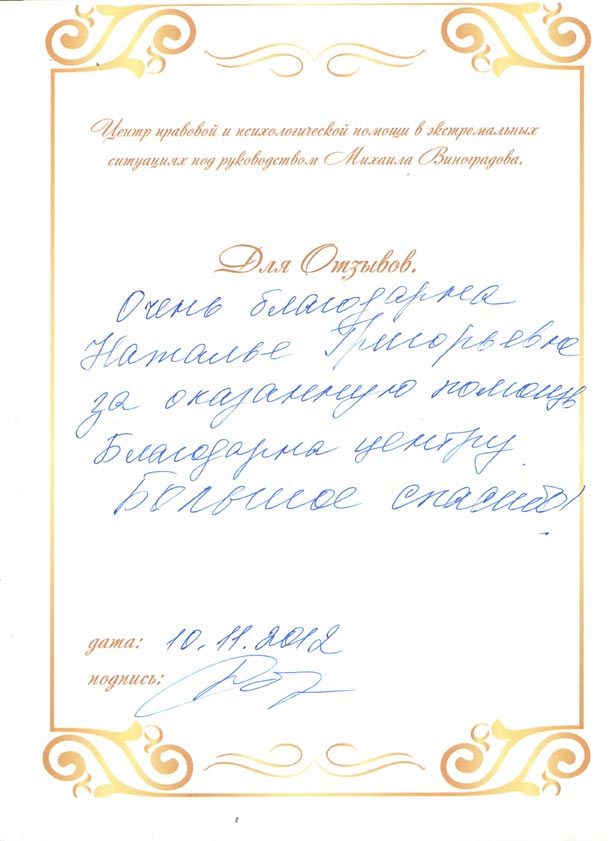 Центр правовой и психологической помощи в экстремальных
ситуациях под руководством Михаила Виноградова.
Для Отзывов.
Очень благодарна
Наталье Григорьевне
за оказанную помощь
Благодарна центру
Большое спасибо!
дата: 10.11.2012
подпись: